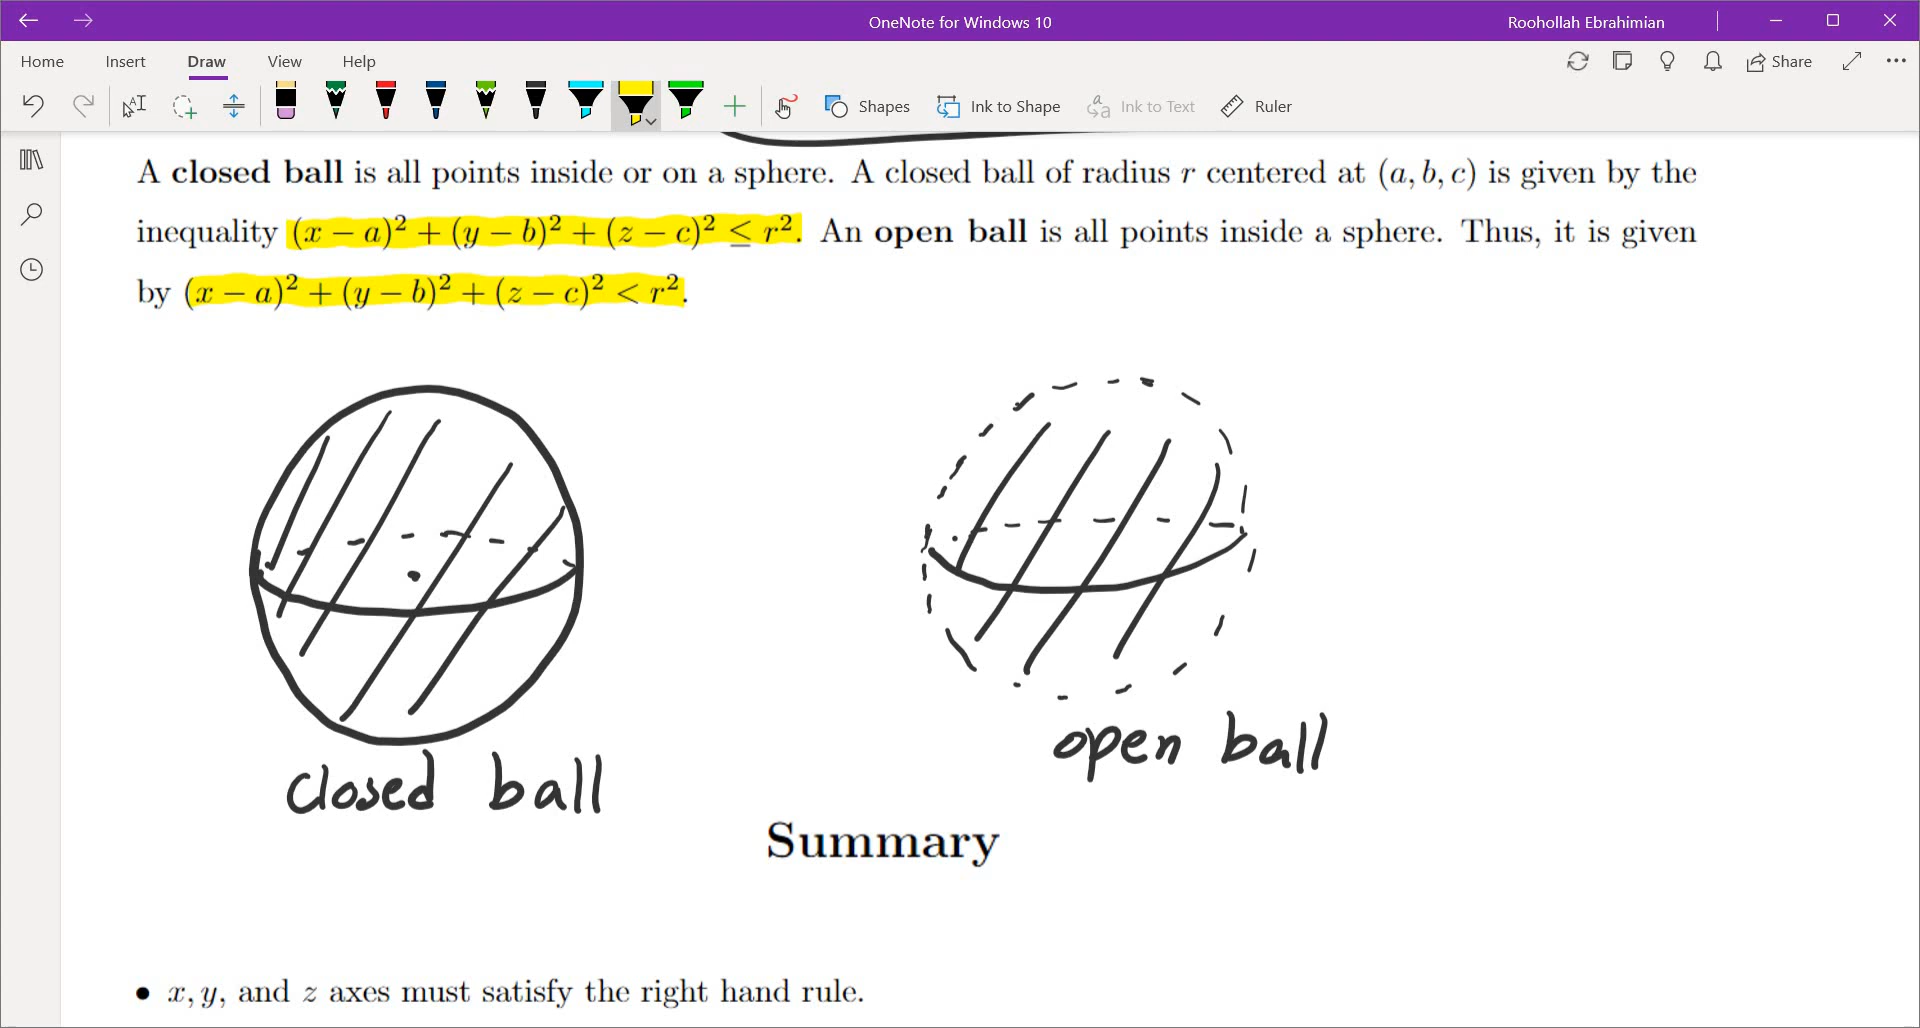 OneNote for Windows 10
Roohollah Ebrahimian
Home Insert Draw View Help
Share
Shapes Ink to Shape Ink to Text Ruler
A closed ball is all points inside or on a sphere. A closed ball of radius r centered at (a, b, c) is given by the
inequality (x − a)² + (y − b)² + (z − c)² ≤ r². An open ball is all points inside a sphere. Thus, it is given
by (x − a)² + (y − b)² + (z − c)² < r².
closed ball
open ball
Summary
• x, y, and z axes must satisfy the right hand rule.